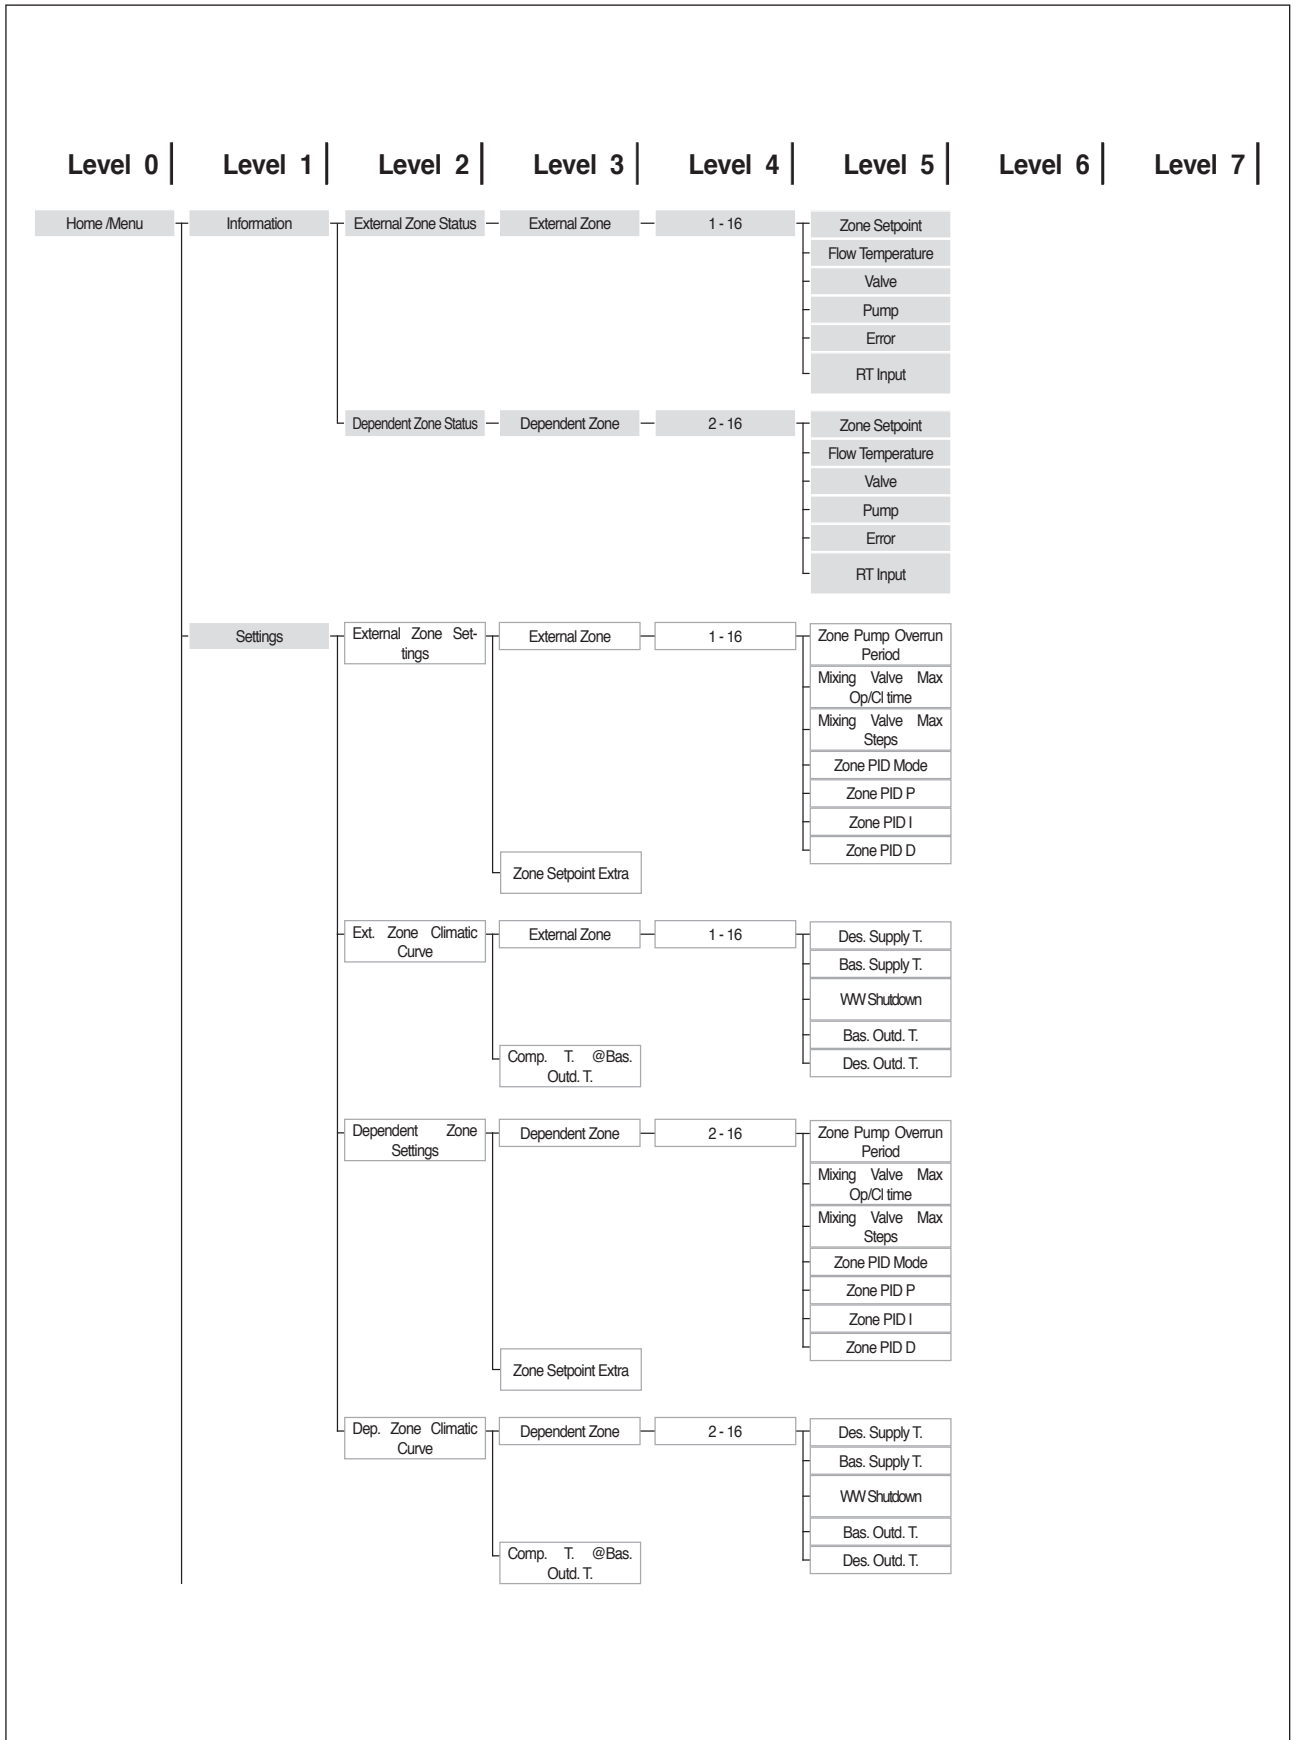 Level 0 Level 1 Level 2 Level 3 Level 4 Level 5 Level 6 Level 7
Home /Menu Information External Zone Status External Zone 1 - 16 Zone Setpoint
Flow Temperature
Valve
Pump
Error
RT Input
Dependent Zone Status Dependent Zone 2 - 16 Zone Setpoint
Flow Temperature
Valve
Pump
Error
RT Input
Settings External Zone Set-
tings
External Zone 1 - 16 Zone Pump Overrun
Period
Mixing Valve Max
Op/Cl time
Mixing Valve Max
Steps
Zone PID Mode
Zone PID P
Zone PID I
Zone PID D
Zone Setpoint Extra
Ext. Zone Climatic
Curve
External Zone 1 - 16 Des. Supply T.
Bas. Supply T.
WW Shutdown
Bas. Outd. T.
Des. Outd. T.
Comp. T. @Bas.
Outd. T.
Dependent Zone
Settings
Dependent Zone 2 - 16 Zone Pump Overrun
Period
Mixing Valve Max
Op/Cl time
Mixing Valve Max
Steps
Zone PID Mode
Zone PID P
Zone PID I
Zone PID D
Zone Setpoint Extra
Dep. Zone Climatic
Curve
Dependent Zone 2 - 16 Des. Supply T.
Bas. Supply T.
WW Shutdown
Bas. Outd. T.
Des. Outd. T.
Comp. T. @Bas.
Outd. T.